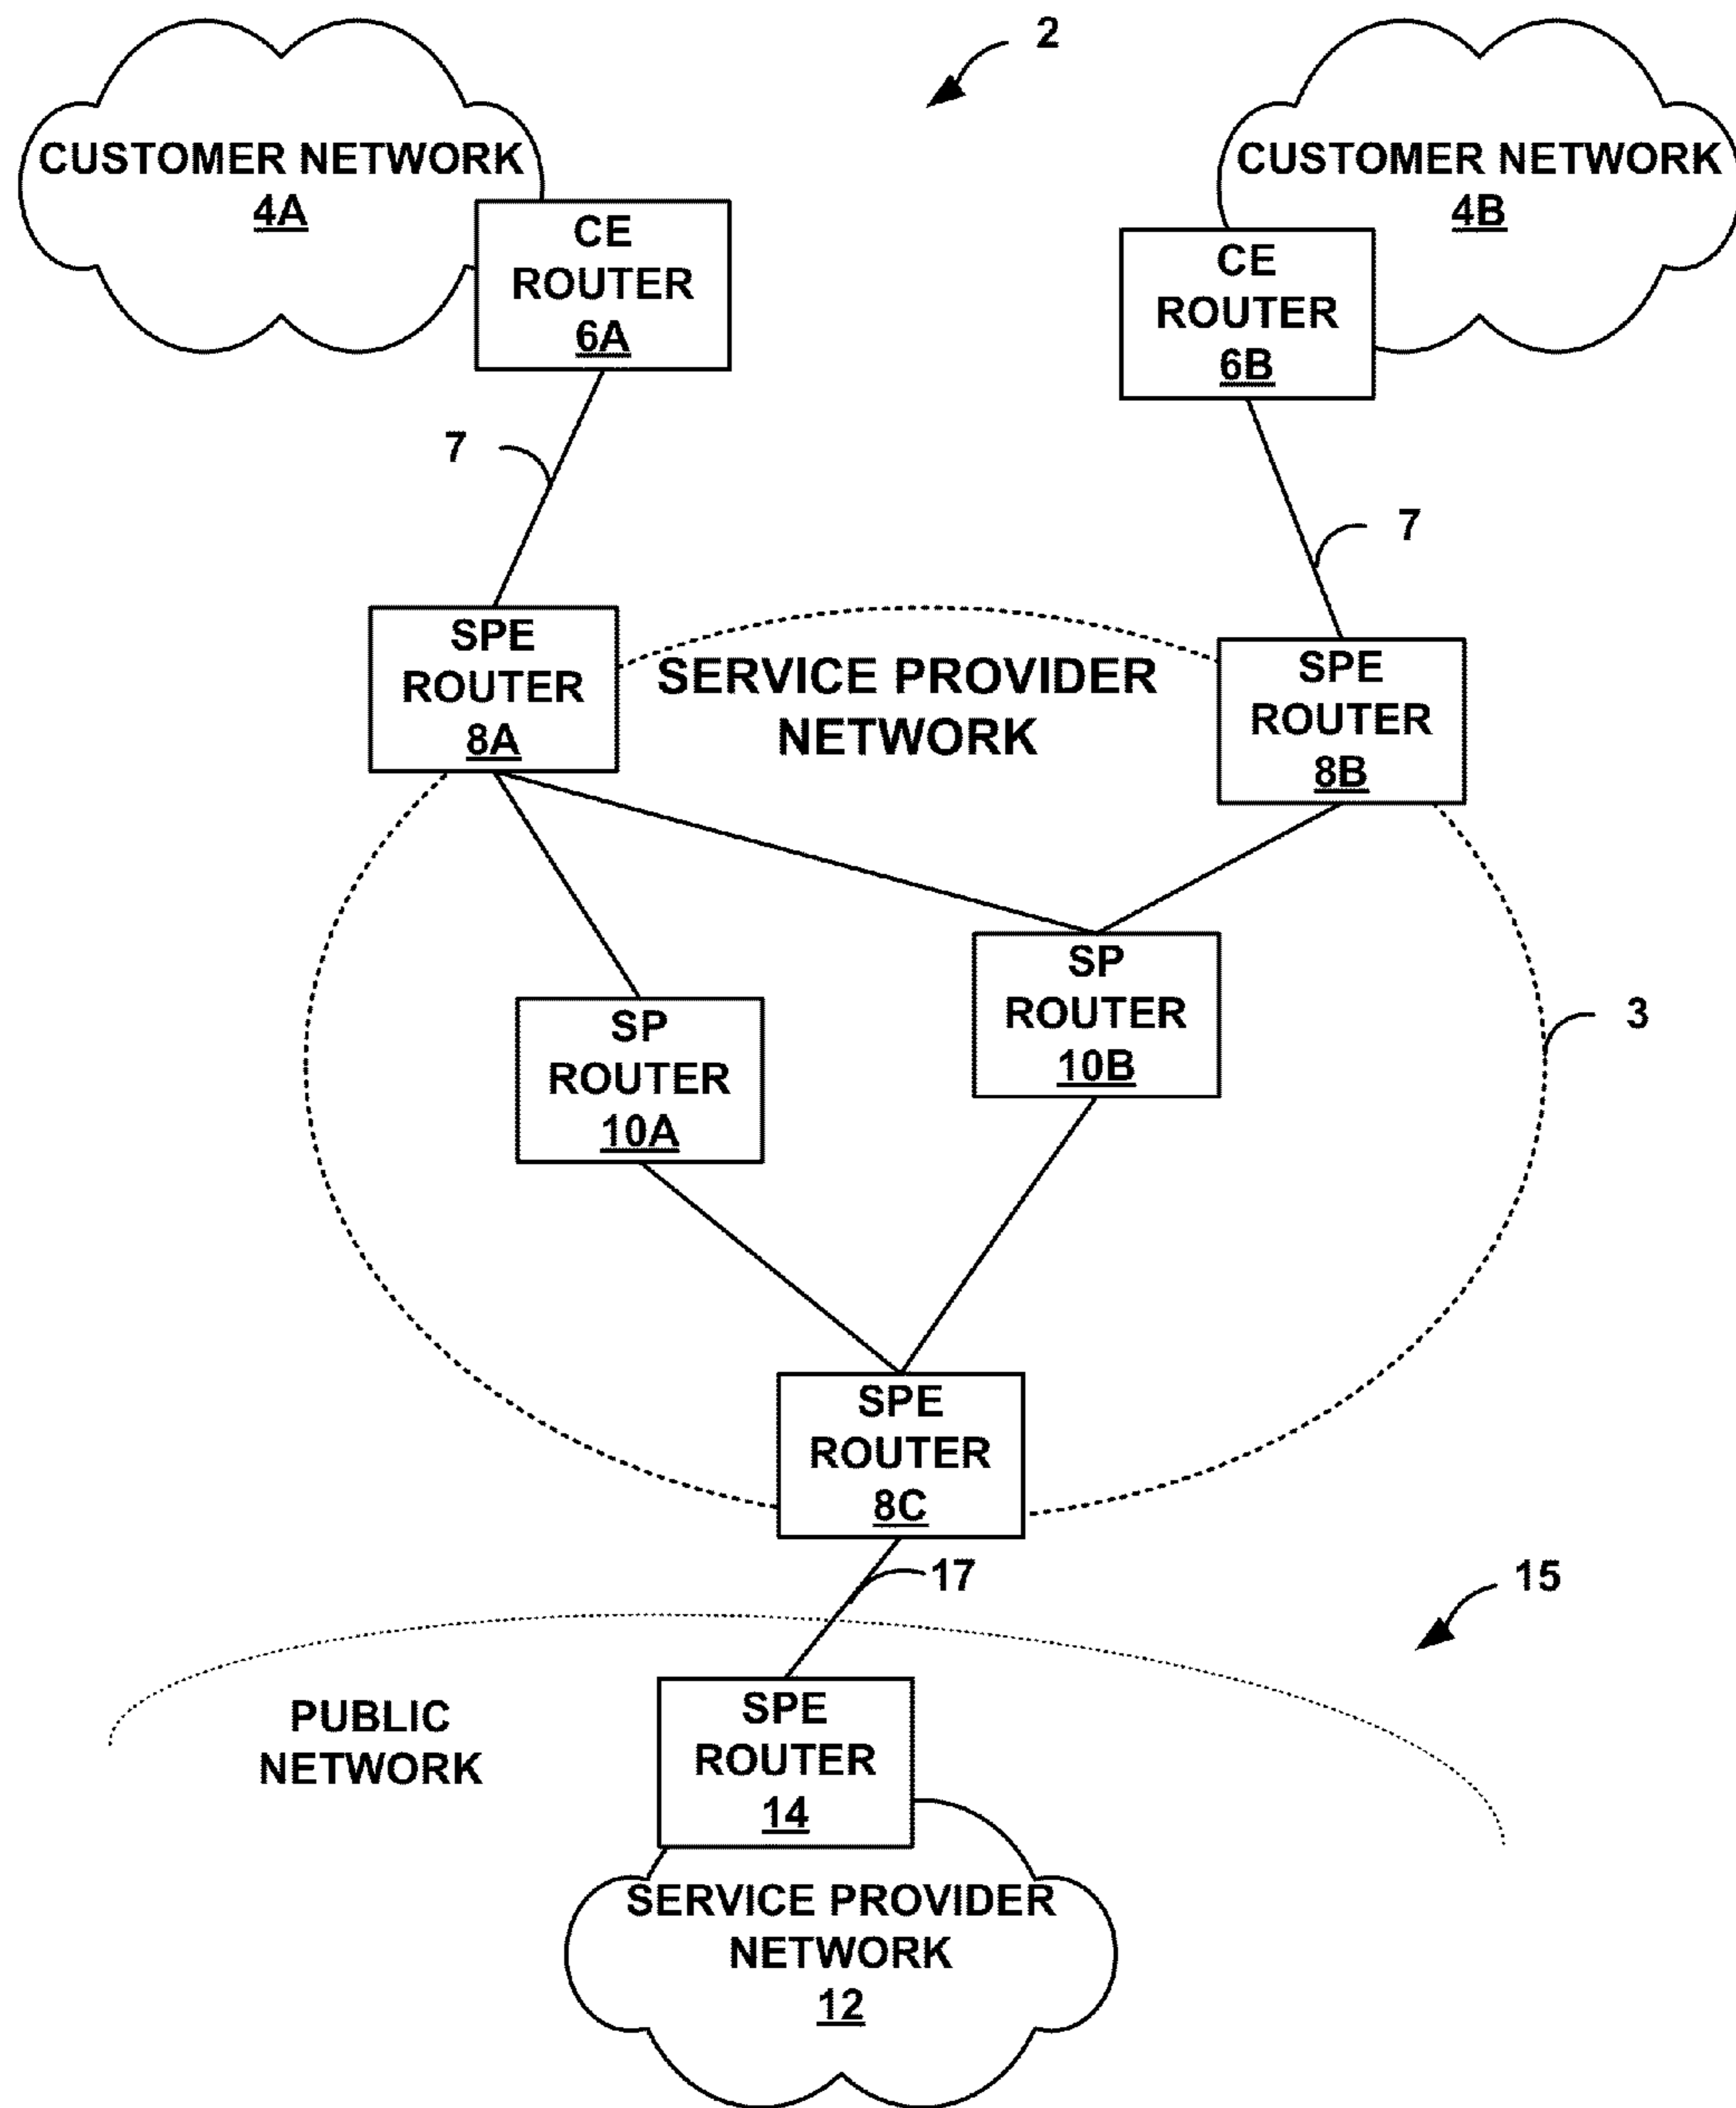 2
CUSTOMER NETWORK
4A
CUSTOMER NETWORK
4B
CE
ROUTER
6A
CE
ROUTER
6B
7
7
SPE
ROUTER
8A
SERVICE PROVIDER
NETWORK
SPE
ROUTER
8B
SP
ROUTER
10A
SP
ROUTER
10B
3
SPE
ROUTER
8C
17
15
PUBLIC
NETWORK
SPE
ROUTER
14
SERVICE PROVIDER
NETWORK
12